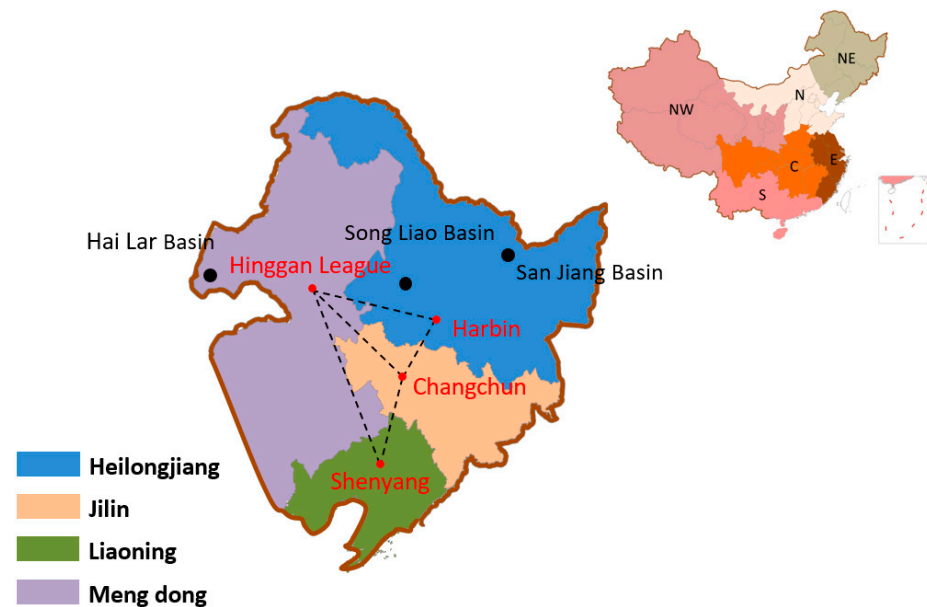 NE
N
NW
E
C
S
Hai Lar Basin
Song Liao Basin
San Jiang Basin
Hinggan League
Harbin
Changchun
Shenyang
Heilongjiang
Jilin
Liaoning
Meng dong